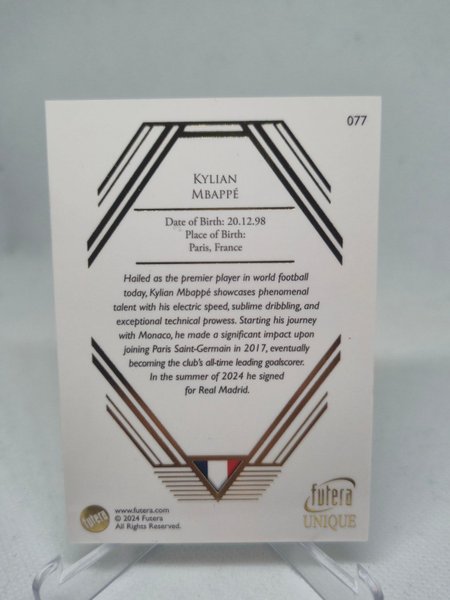 077
KYLIAN
MBAPPÉ
Date of Birth: 20.12.98
Place of Birth:
Paris, France
Hailed as the premier player in world football
today, Kylian Mbappé showcases phenomenal
talent with his electric speed, sublime dribbling, and
exceptional technical prowess. Starting his journey
with Monaco, he made a significant impact upon
joining Paris Saint-Germain in 2017, eventually
becoming the club's all-time leading goalscorer.
In the summer of 2024 he signed
for Real Madrid.
futera
www.futera.com
© 2024 Futera
All Rights Reserved.
futera
UNIQUE